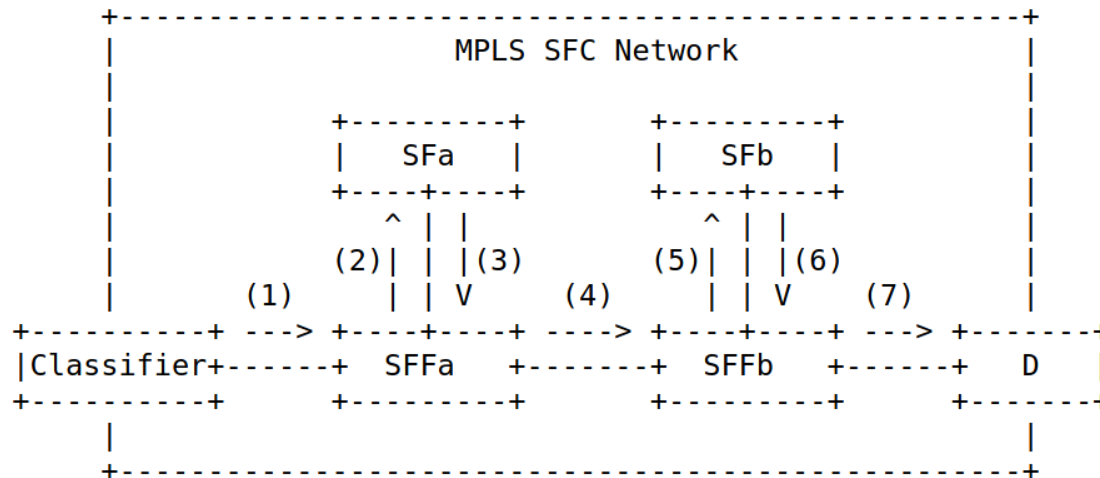 MPLS SFC Network
SFa SFb
(2) (3) (5) (6)
(1) (4) (7)
Classifier SFFa SFFb D